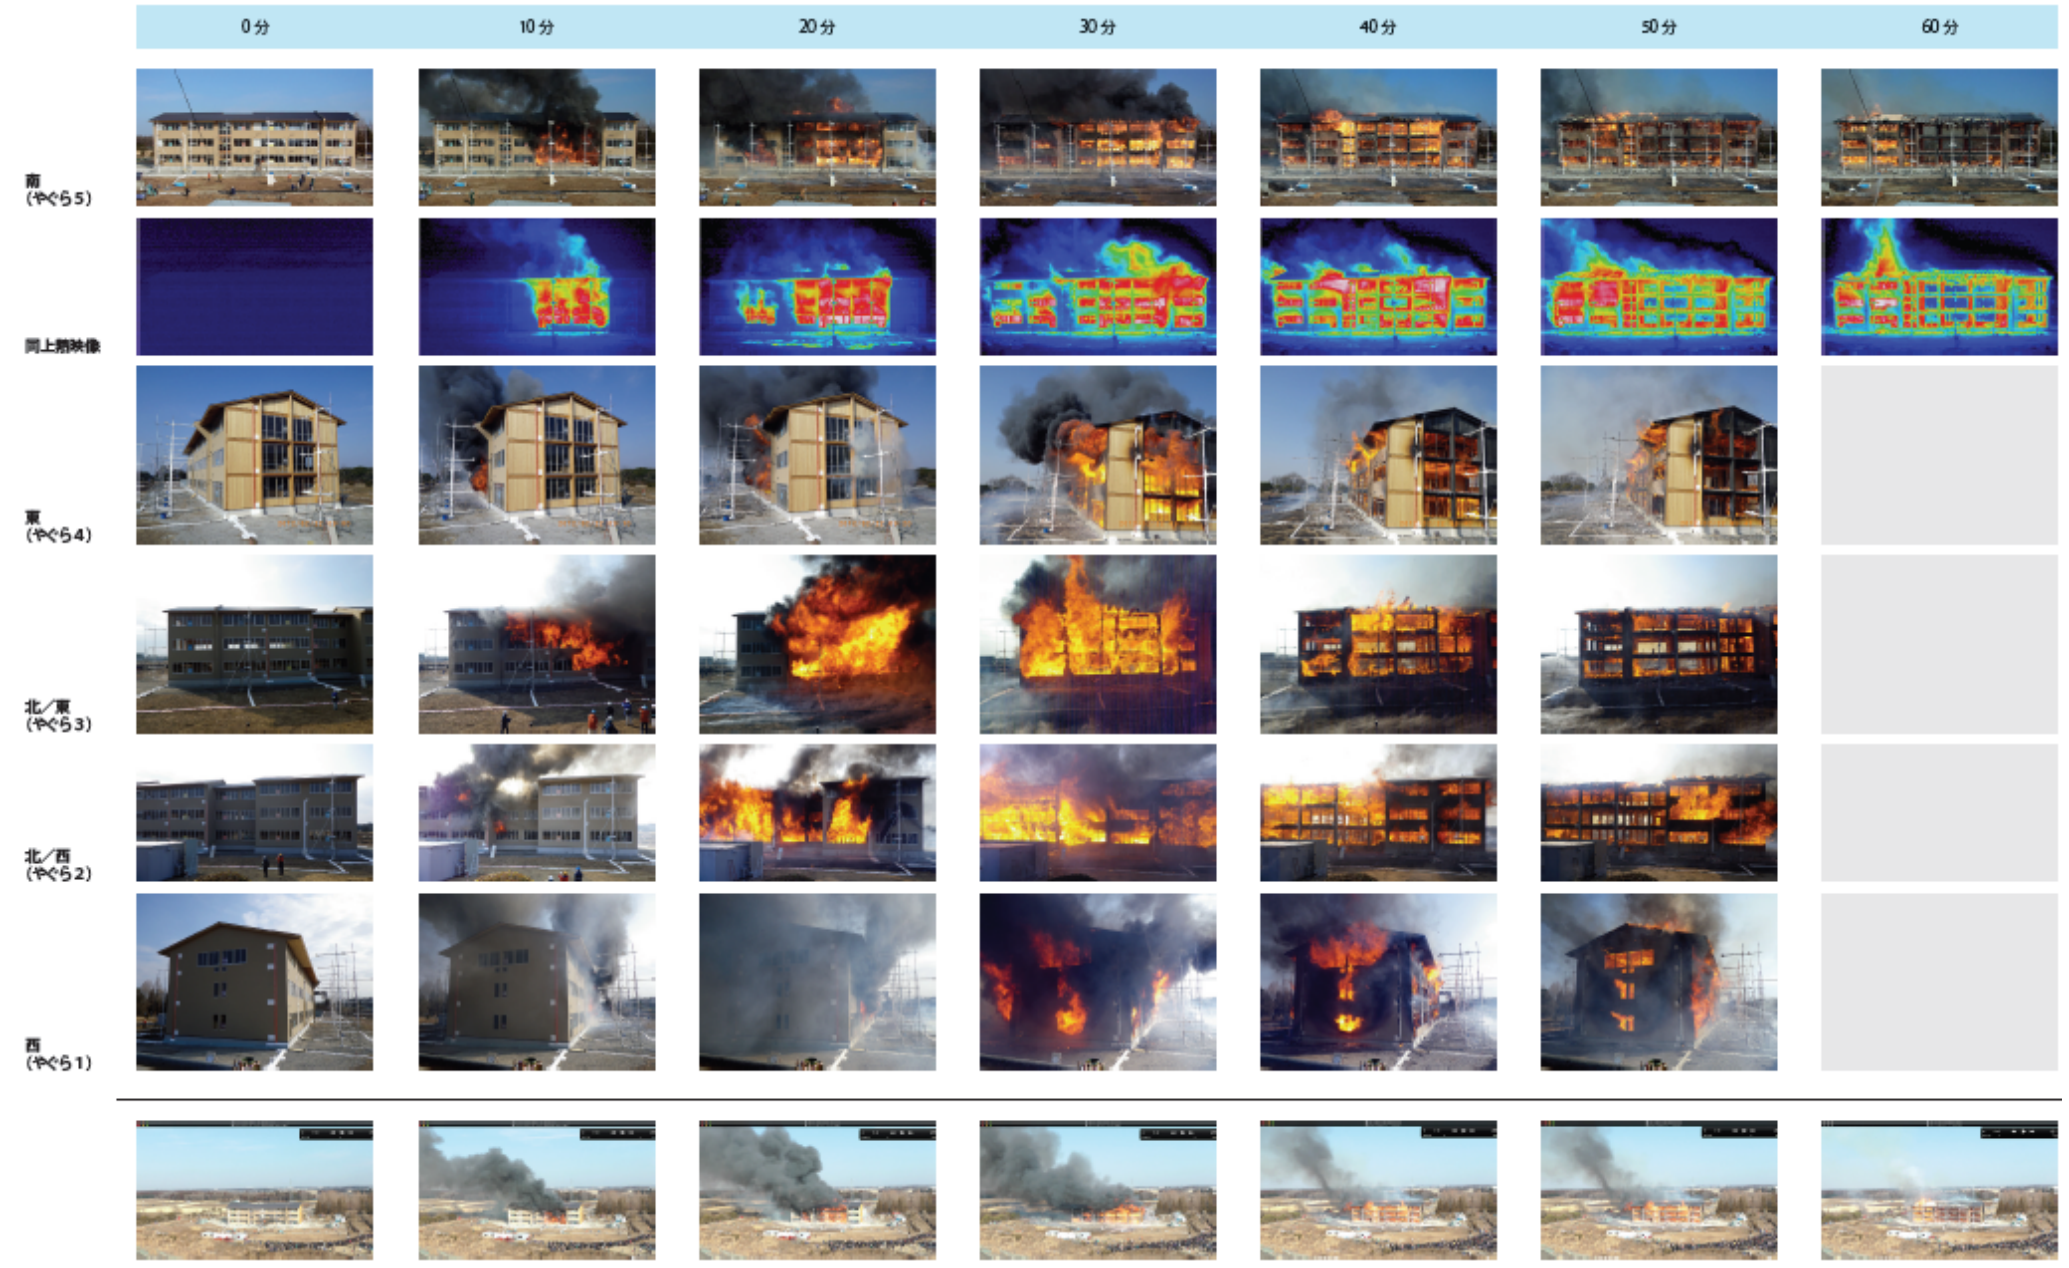 0分
10分
20分
30分
40分
50分
60分
南
(やぐら5)
同上熱映像
東
(やぐら4)
北／東
(やぐら3)
北／西
(やぐら2)
西
(やぐら1)